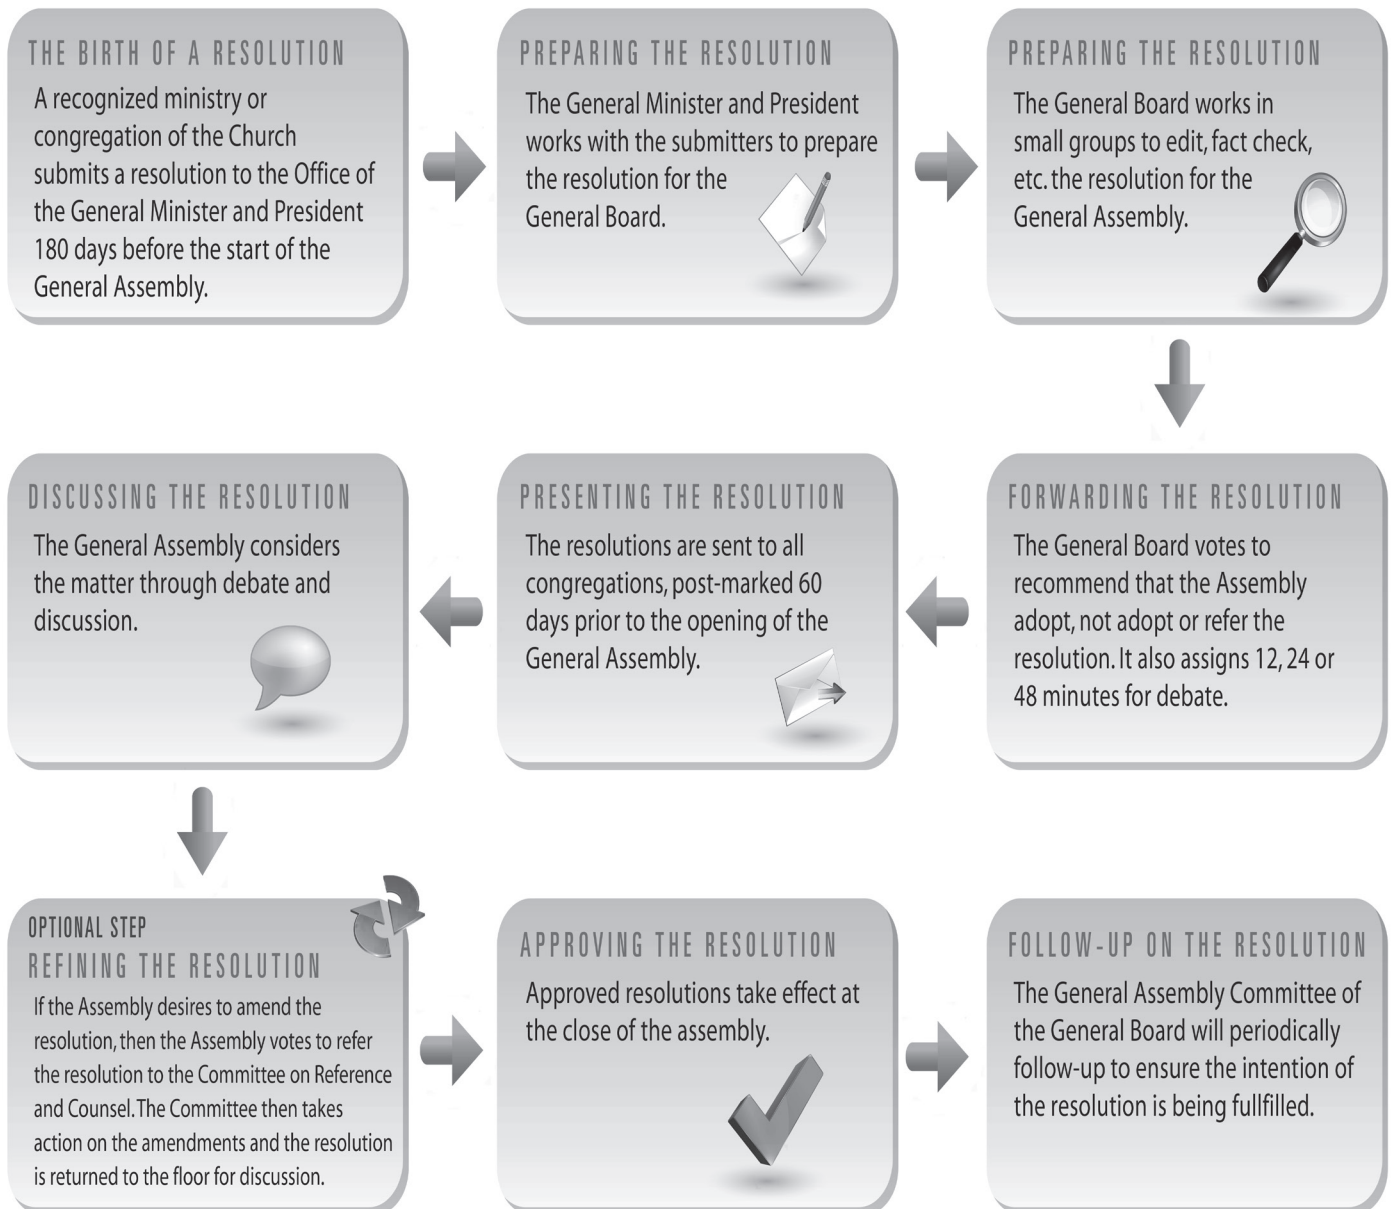 THE BIRTH OF A RESOLUTION
A recognized ministry or
congregation of the Church
submits a resolution to the Office of
the General Minister and President
180 days before the start of the
General Assembly.
PREPARING THE RESOLUTION
The General Minister and President
works with the submitters to prepare
the resolution for the
General Board.
PREPARING THE RESOLUTION
The General Board works in
small groups to edit, fact check,
etc. the resolution for the
General Assembly.
FORWARDING THE RESOLUTION
The General Board votes to
recommend that the Assembly
adopt, not adopt or refer the
resolution. It also assigns 12, 24 or
48 minutes for debate.
PRESENTING THE RESOLUTION
The resolutions are sent to all
congregations, post-marked 60
days prior to the opening of the
General Assembly.
DISCUSSING THE RESOLUTION
The General Assembly considers
the matter through debate and
discussion.
OPTIONAL STEP
REFINING THE RESOLUTION
If the Assembly desires to amend the
resolution, then the Assembly votes to refer
the resolution to the Committee on Reference
and Counsel. The Committee then takes
action on the amendments and the resolution
is returned to the floor for discussion.
APPROVING THE RESOLUTION
Approved resolutions take effect at
the close of the assembly.
FOLLOW-UP ON THE RESOLUTION
The General Assembly Committee of
the General Board will periodically
follow-up to ensure the intention of
the resolution is being fullfilled.